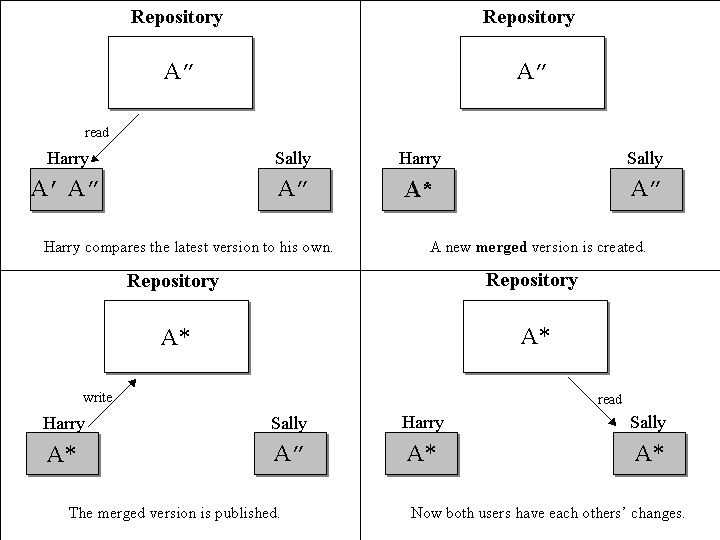 Repository
A″
read
Harry
Sally
A′ A″
A″
Harry compares the latest version to his own.
Repository
A″
Harry
Sally
A*
A″
A new merged version is created.
Repository
A*
write
Harry
Sally
A*
A″
The merged version is published.
Repository
A*
read
Harry
Sally
A*
A*
Now both users have each others’ changes.